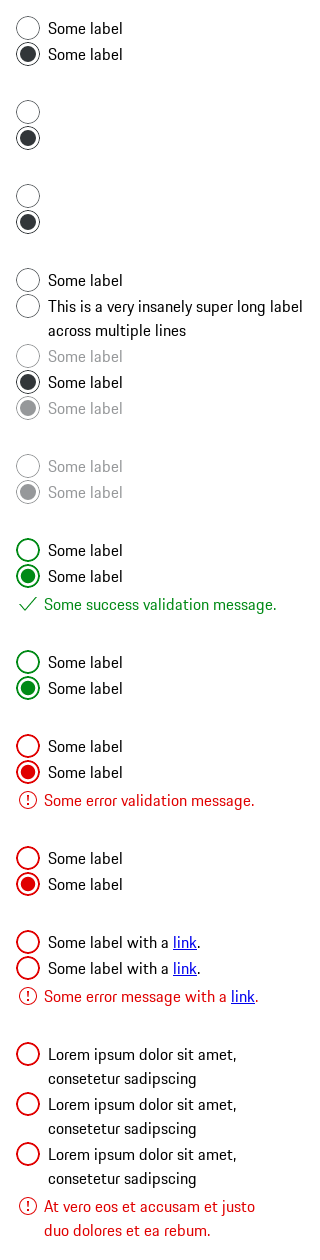 Some label
Some label
Some label
This is a very insanely super long label
across multiple lines
Some label
Some label
Some label
Some label
Some label
Some label
Some label
Some success validation message.
Some label
Some label
Some label
Some label
Some error validation message.
Some label
Some label
Some label with a link.
Some label with a link.
Some error message with a link.
Lorem ipsum dolor sit amet,
consetetur sadipscing
Lorem ipsum dolor sit amet,
consetetur sadipscing
Lorem ipsum dolor sit amet,
consetetur sadipscing
At vero eos et accusam et justo
duo dolores et ea rebum.